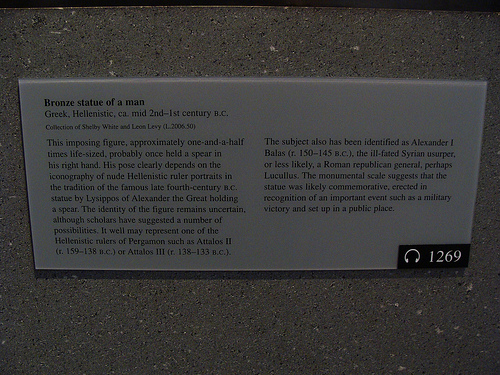 Bronze statue of a man
Greek, Hellenistic, ca. mid 2nd–1st century B.C.
Collection of Shelby White and Leon Levy (L.2006.50)
This imposing figure, approximately one-and-a-half
times life-sized, probably once held a spear in
his right hand. His pose clearly depends on the
iconography of nude Hellenistic ruler portraits in
the tradition of the famous late fourth-century B.C.
statue by Lysippos of Alexander the Great holding
a spear. The identity of the figure remains uncertain,
although scholars have suggested a number of
possibilities. It well may represent one of the
Hellenistic rulers of Pergamon such as Attalos II
(r. 159–138 B.C.) or Attalos III (r. 138–133 B.C.).
The subject also has been identified as Alexander I
Balas (r. 150–145 B.C.), the ill-fated Syrian usurper,
or less likely, a Roman republican general, perhaps
Lucullus. The monumental scale suggests that the
statue was likely commemorative, erected in
recognition of an important event such as a military
victory and set up in a public place.
1269